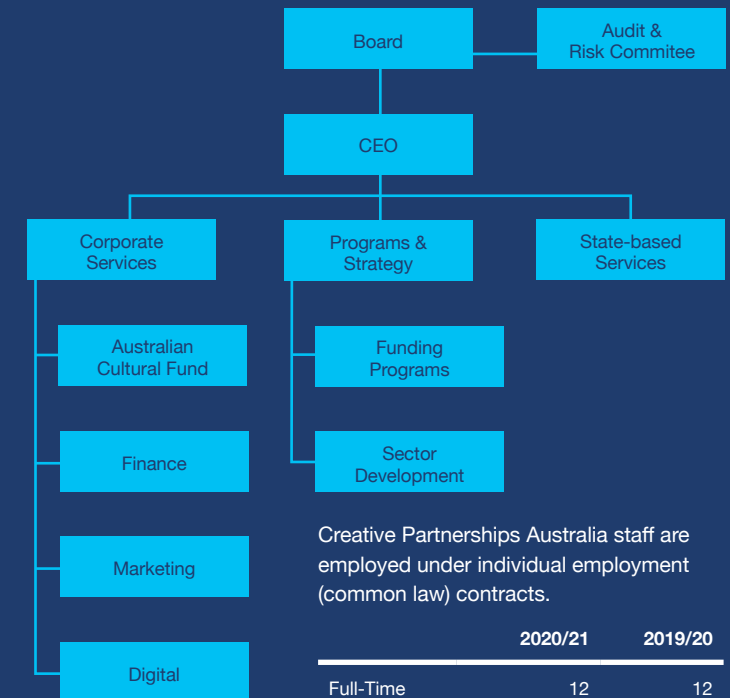 Board
Audit &
Risk Commitee
CEO
Corporate
Services
Programs &
Strategy
State-based
Services
Australian
Cultural Fund
Funding
Programs
Finance
Sector
Development
Marketing
Digital
Creative Partnerships Australia staff are
employed under individual employment
(common law) contracts.
2020/21 2019/20
Full-Time 12 12